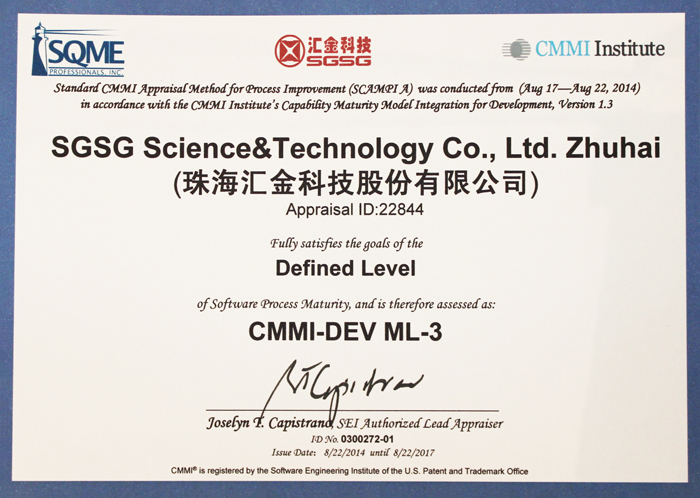 SQME
PROFESSIONALS, INC.
汇金科技
SGSG
CMMI Institute
Standard CMMI Appraisal Method for Process Improvement (SCAMPI A) was conducted from (Aug 17—Aug 22, 2014)
in accordance with the CMMI Institute's Capability Maturity Model Integration for Development, Version 1.3
SGSG Science&Technology Co., Ltd. Zhuhai
(珠海汇金科技股份有限公司)
Appraisal ID:22844
Fully satisfies the goals of the
Defined Level
of Software Process Maturity, and is therefore assessed as:
CMMI-DEV ML-3
Joselyn T. Capistrano, SEI Authorized Lead Appraiser
ID No. 0300272-01
Issue Date: 8/22/2014 until 8/22/2017
CMMI® is registered by the Software Engineering Institute of the U.S. Patent and Trademark Office